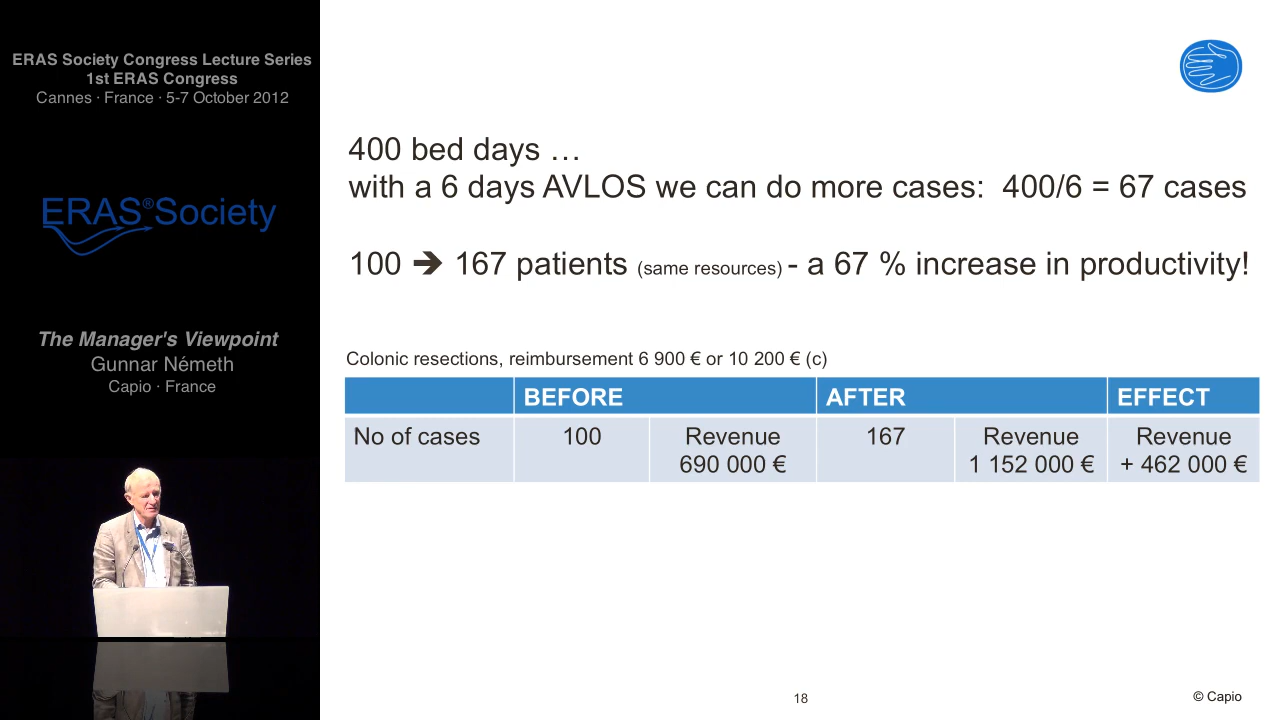 ERAS Society Congress Lecture Series
1st ERAS Congress
Cannes · France · 5-7 October 2012
ERAS®Society
The Manager's Viewpoint
Gunnar Németh
Capio · France
400 bed days …
with a 6 days AVLOS we can do more cases: 400/6 = 67 cases
100 ➔ 167 patients (same resources) - a 67 % increase in productivity!
Colonic resections, reimbursement 6 900 € or 10 200 € (c)
BEFORE AFTER EFFECT
No of cases 100 Revenue 167 Revenue Revenue
690 000 € 1 152 000 € + 462 000 €
18
© Capio